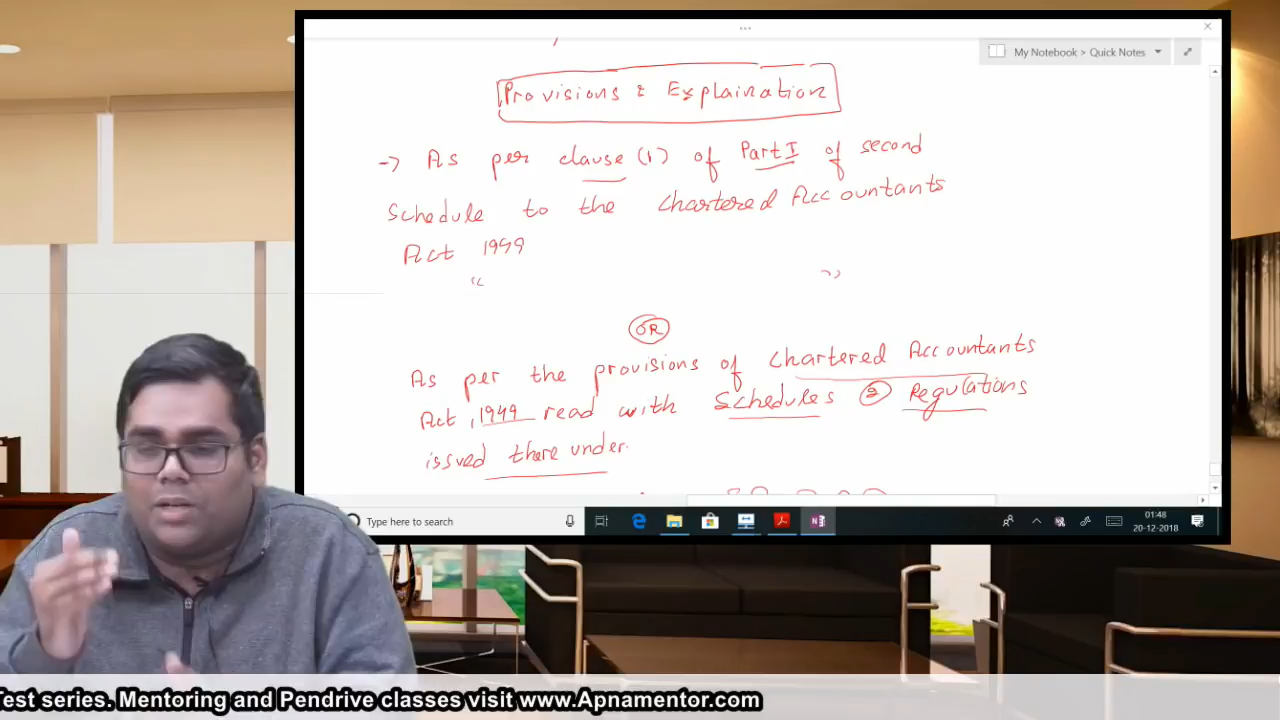 My Notebook > Quick Notes
Provisions & Explaination
-> As per clause (1) of Part I of second
Schedule to the Chartered Accountants
Act 1949
“ ”
OR
As per the provisions of Chartered Accountants
Act, 1949 read with Schedules & Regulations
issued there under.
Type here to search
01:48
20-12-2018
Test series. Mentoring and Pendrive classes visit www.Apnamentor.com